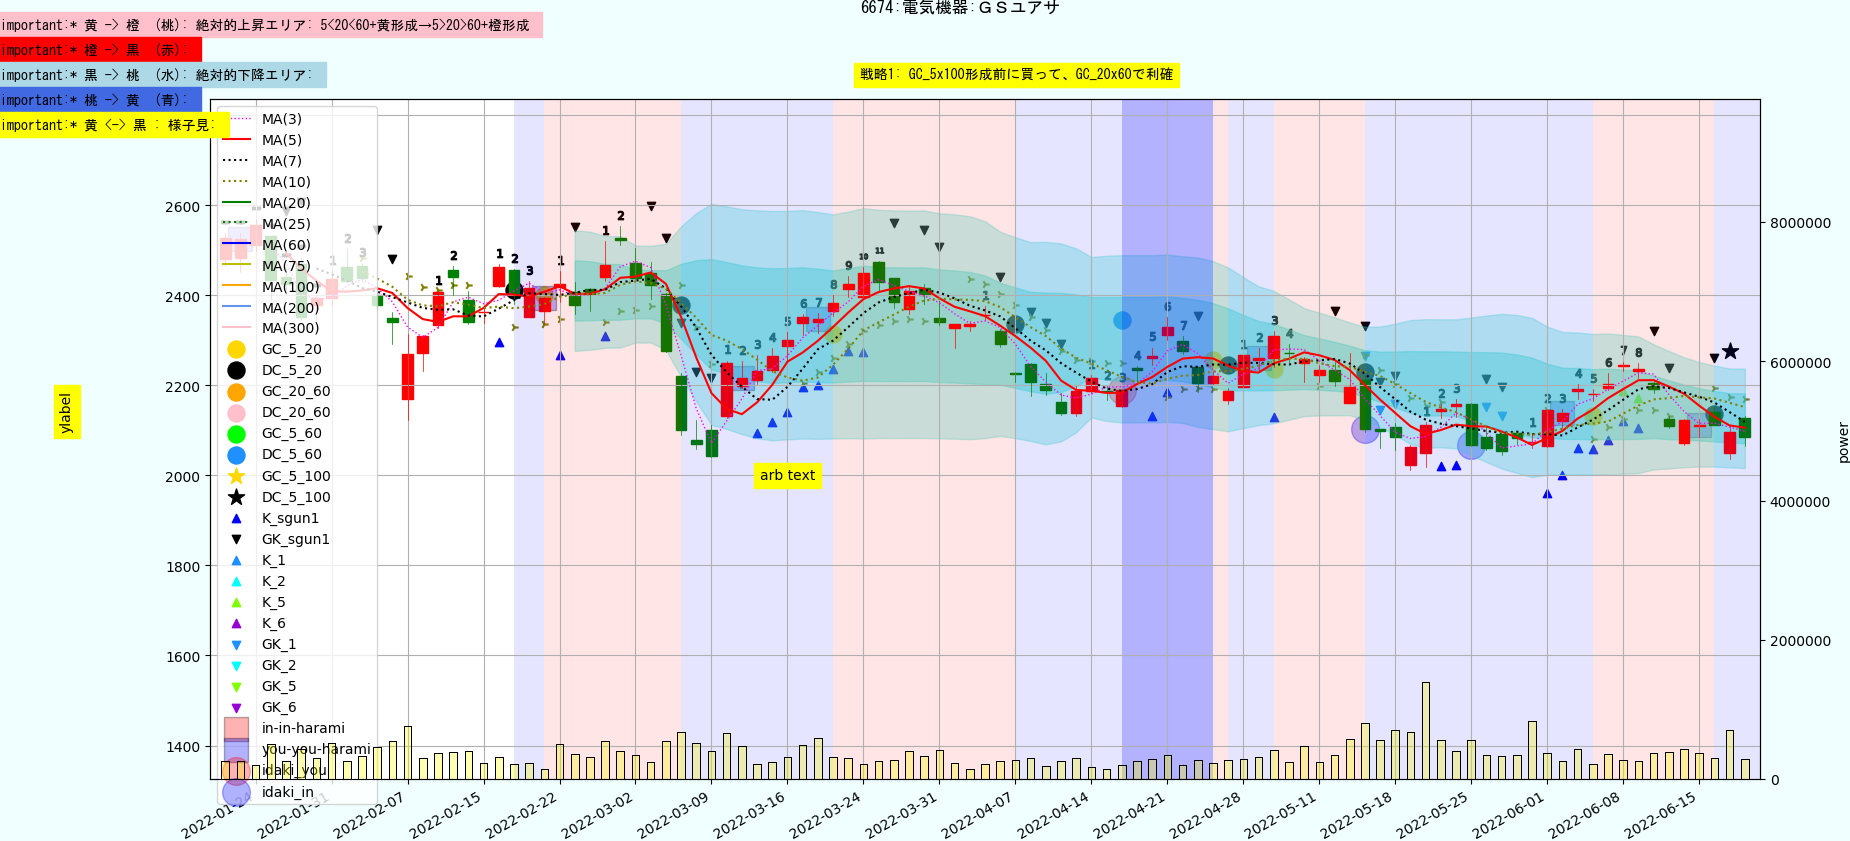 6674:電気機器:ＧＳユアサ
important:* 黄 -> 橙 （桃）: 絶対的上昇エリア: 5<20<60+黄形成→5>20>60+橙形成
important:* 橙 -> 黒 （赤）:
important:* 黒 -> 桃 （水）: 絶対的下降エリア:
戦略1: GC_5x100形成前に買って、GC_20x60で利確
important:* 桃 -> 黄 （青）:
important:* 黄 <-> 黒 : 様子見:
MA(3)
MA(5)
MA(7)
MA(10)
MA(20)
MA(25)
MA(60)
MA(75)
MA(100)
MA(200)
MA(300)
GC_5_20
DC_5_20
GC_20_60
DC_20_60
GC_5_60
DC_5_60
GC_5_100
DC_5_100
K_sgun1
GK_sgun1
K_1
K_2
K_5
K_6
GK_1
GK_2
GK_5
GK_6
in-in-harami
you-you-harami
idaki_you
idaki_in
2600
2400
2200
2000
1800
1600
1400
ylabel
arb text
8000000
6000000
4000000
2000000
0
power
2022-01-24
2022-01-31
2022-02-07
2022-02-15
2022-02-22
2022-03-02
2022-03-09
2022-03-16
2022-03-24
2022-03-31
2022-04-07
2022-04-14
2022-04-21
2022-04-28
2022-05-11
2022-05-18
2022-05-25
2022-06-01
2022-06-08
2022-06-15